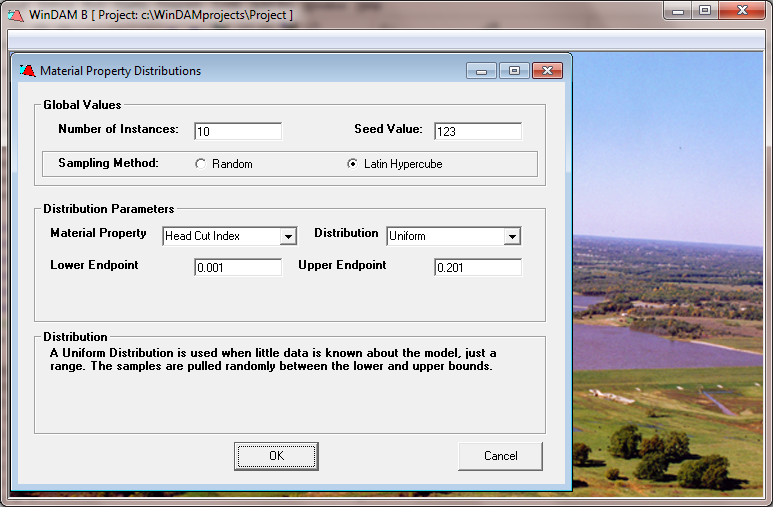 WinDAM B [ Project: c:\WinDAMprojects\Project ]
Material Property Distributions
Global Values
Number of Instances: 10 Seed Value: 123
Sampling Method: Random Latin Hypercube
Distribution Parameters
Material Property Head Cut Index Distribution Uniform
Lower Endpoint 0.001 Upper Endpoint 0.201
Distribution
A Uniform Distribution is used when little data is known about the model, just a
range. The samples are pulled randomly between the lower and upper bounds.
OK Cancel